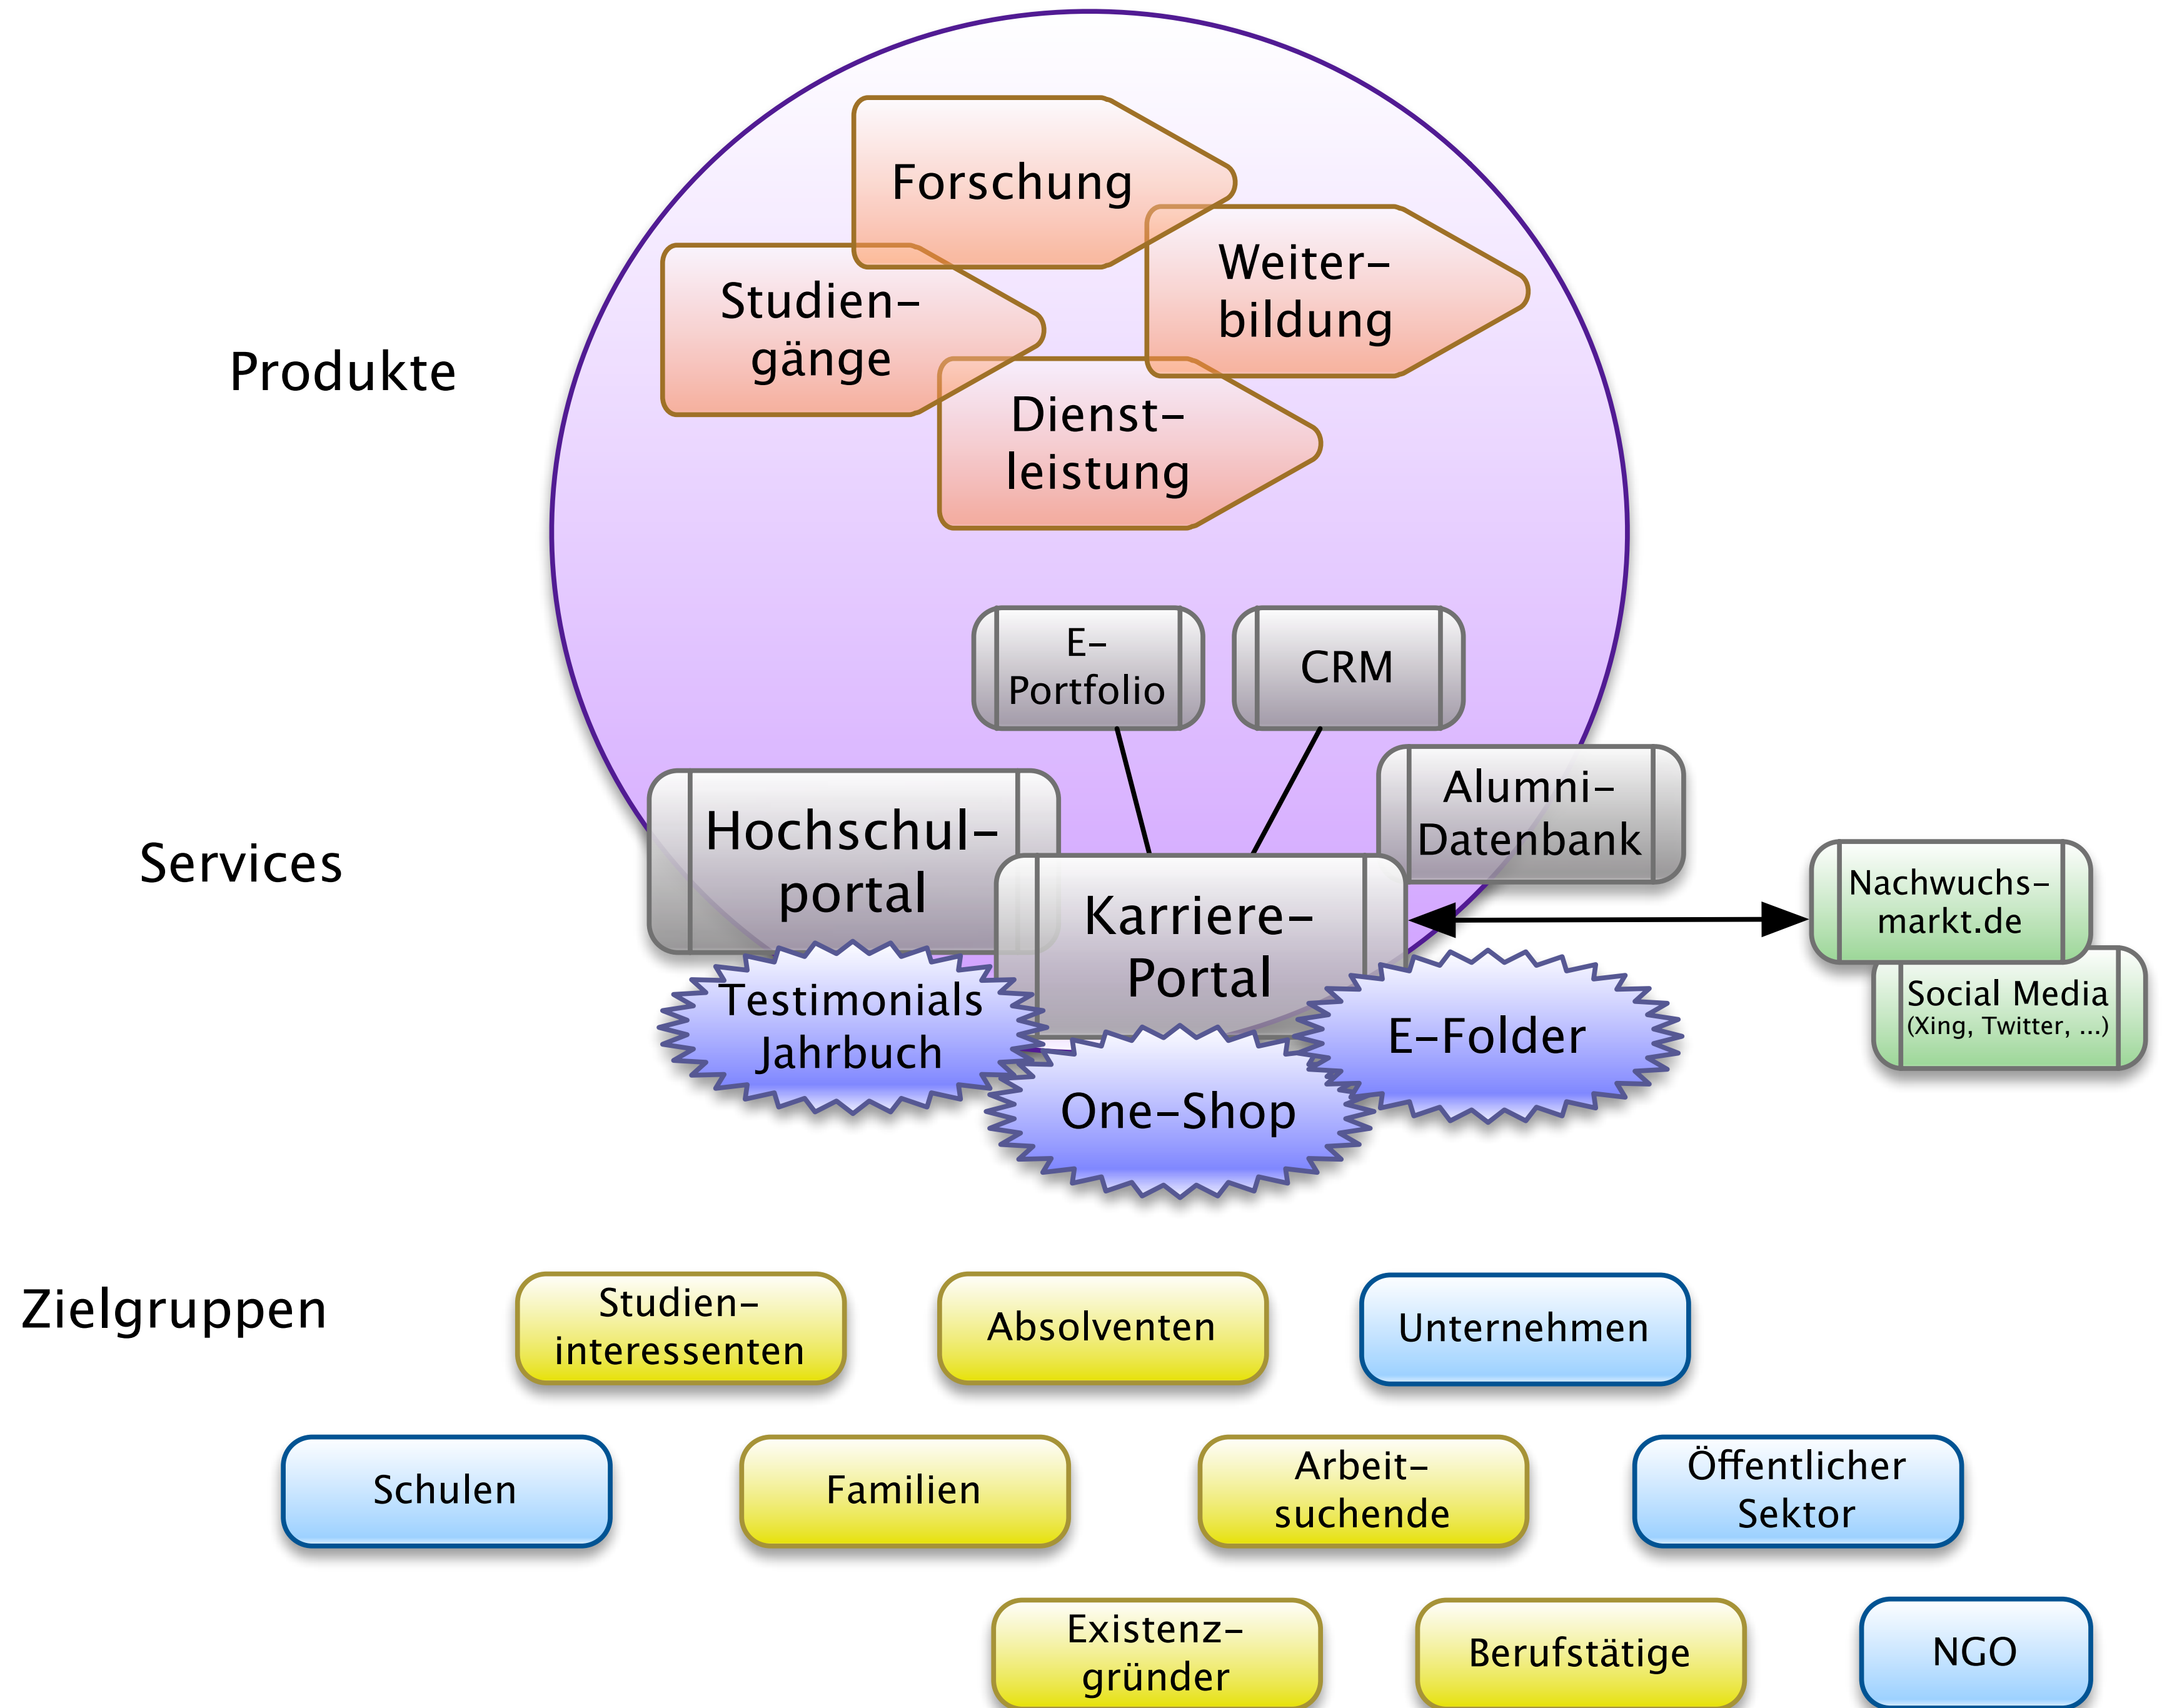 Forschung
Weiter-
bildung
Studien-
gänge
Produkte
Dienst-
leistung
E-
Portfolio
CRM
Alumni-
Datenbank
Hochschul-
portal
Services
Karriere-
Portal
Nachwuchs-
markt.de
Social Media
(Xing, Twitter, ...)
Testimonials
Jahrbuch
E-Folder
One-Shop
Zielgruppen
Studien-
interessenten
Absolventen
Unternehmen
Schulen
Familien
Arbeit-
suchende
Öffentlicher
Sektor
Existenz-
gründer
Berufstätige
NGO